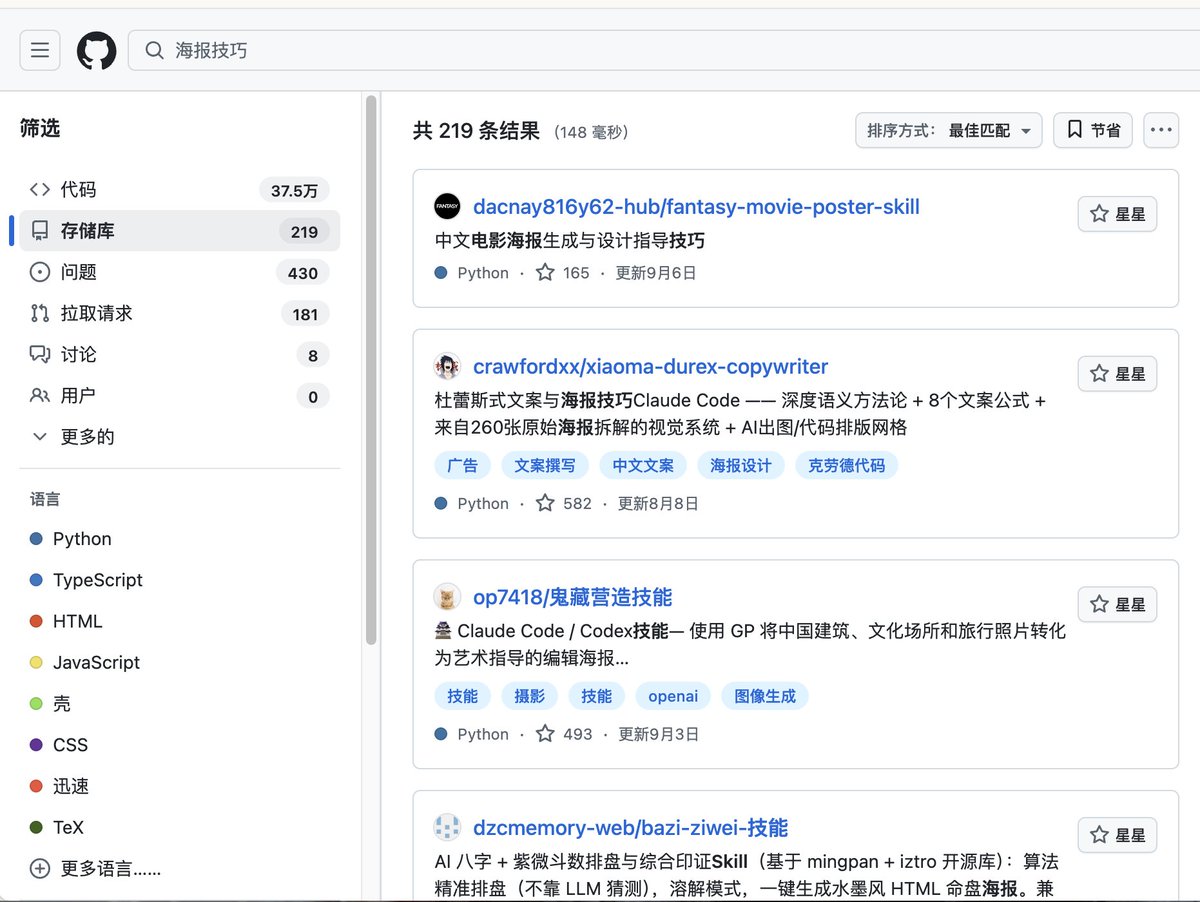 海报技巧
筛选
代码 37.5万
存储库 219
问题 430
拉取请求 181
讨论 8
用户 0
更多的
语言
Python
TypeScript
HTML
JavaScript
壳
CSS
迅速
TeX
更多语言......
共 219 条结果 (148 毫秒)
排序方式： 最佳匹配
节省
FANTASY
dacnay816y62-hub/fantasy-movie-poster-skill
星星
中文电影海报生成与设计指导技巧
Python · 165 · 更新9月6日
crawfordxx/xiaoma-durex-copywriter
星星
杜蕾斯式文案与海报技巧Claude Code —— 深度语义方法论 + 8个文案公式 +
来自260张原始海报拆解的视觉系统 + AI出图/代码排版网格
广告 文案撰写 中文文案 海报设计 克劳德代码
Python · 582 · 更新8月8日
op7418/鬼藏营造技能
星星
🏯 Claude Code / Codex技能— 使用 GP 将中国建筑、文化场所和旅行照片转化
为艺术指导的编辑海报...
技能 摄影 技能 openai 图像生成
Python · 493 · 更新9月3日
dzcmemory-web/bazi-ziwei-技能
星星
AI 八字 + 紫微斗数排盘与综合印证Skill（基于 mingpan + iztro 开源库）：算法
精准排盘（不靠 LLM 猜测），溶解模式，一键生成水墨风 HTML 命盘海报。兼